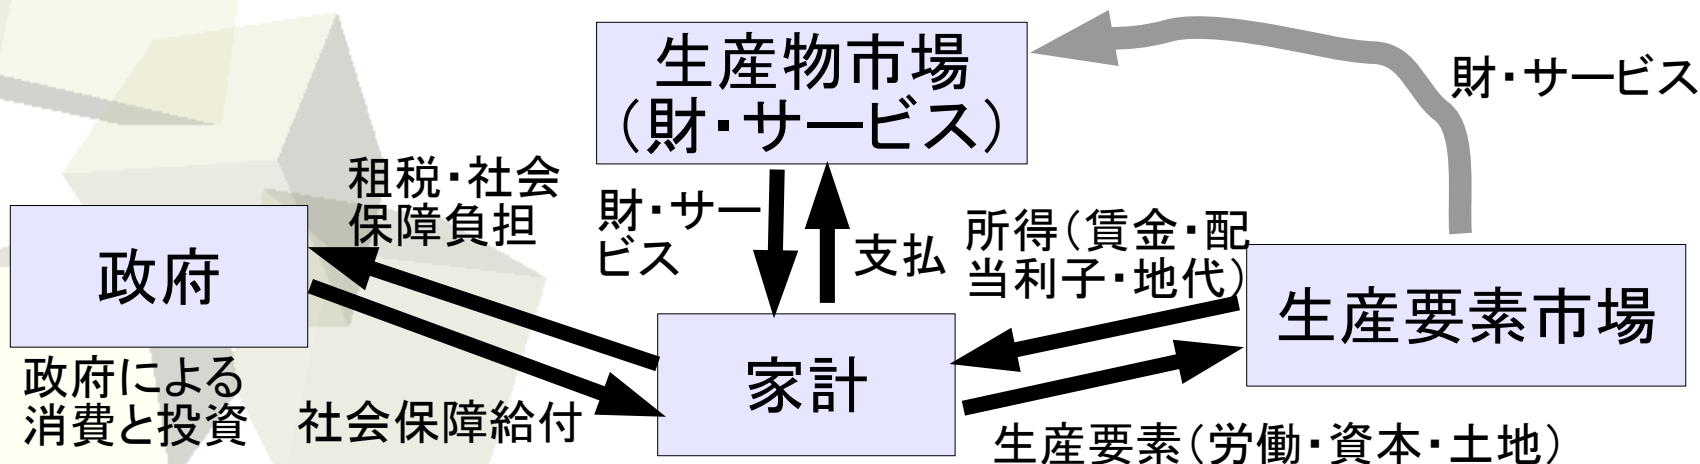 生産物市場
（財・サービス）
財・サービス
租税・社会
保障負担
財・サー
ビス
支払
所得（賃金・配
当利子・地代）
政府
生産要素市場
家計
政府による
消費と投資
社会保障給付
生産要素（労働・資本・土地）